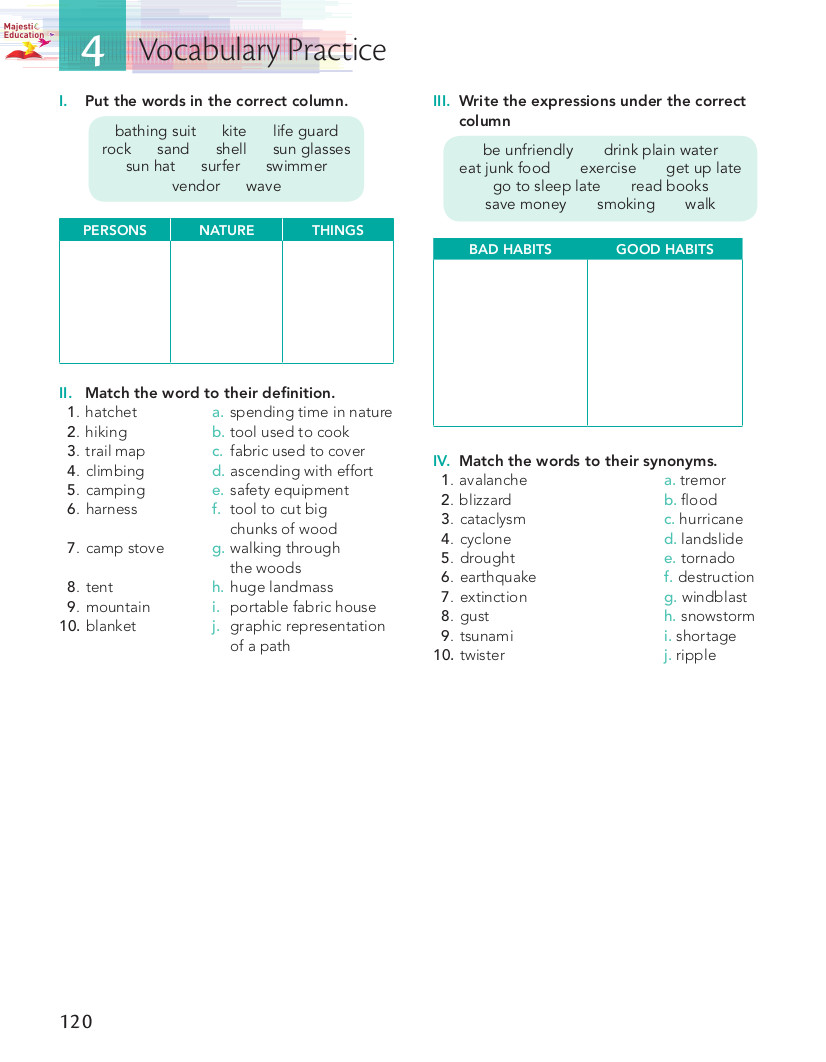 Majestic
Education
4 Vocabulary Practice
I. Put the words in the correct column.
bathing suit kite life guard
rock sand shell sun glasses
sun hat surfer swimmer
vendor wave
PERSONS NATURE THINGS
II. Match the word to their definition.
1. hatchet a. spending time in nature
2. hiking b. tool used to cook
3. trail map c. fabric used to cover
4. climbing d. ascending with effort
5. camping e. safety equipment
6. harness f. tool to cut big
chunks of wood
7. camp stove g. walking through
the woods
8. tent h. huge landmass
9. mountain i. portable fabric house
10. blanket j. graphic representation
of a path
III. Write the expressions under the correct
column
be unfriendly drink plain water
eat junk food exercise get up late
go to sleep late read books
save money smoking walk
BAD HABITS GOOD HABITS
IV. Match the words to their synonyms.
1. avalanche a. tremor
2. blizzard b. flood
3. cataclysm c. hurricane
4. cyclone d. landslide
5. drought e. tornado
6. earthquake f. destruction
7. extinction g. windblast
8. gust h. snowstorm
9. tsunami i. shortage
10. twister j. ripple
120